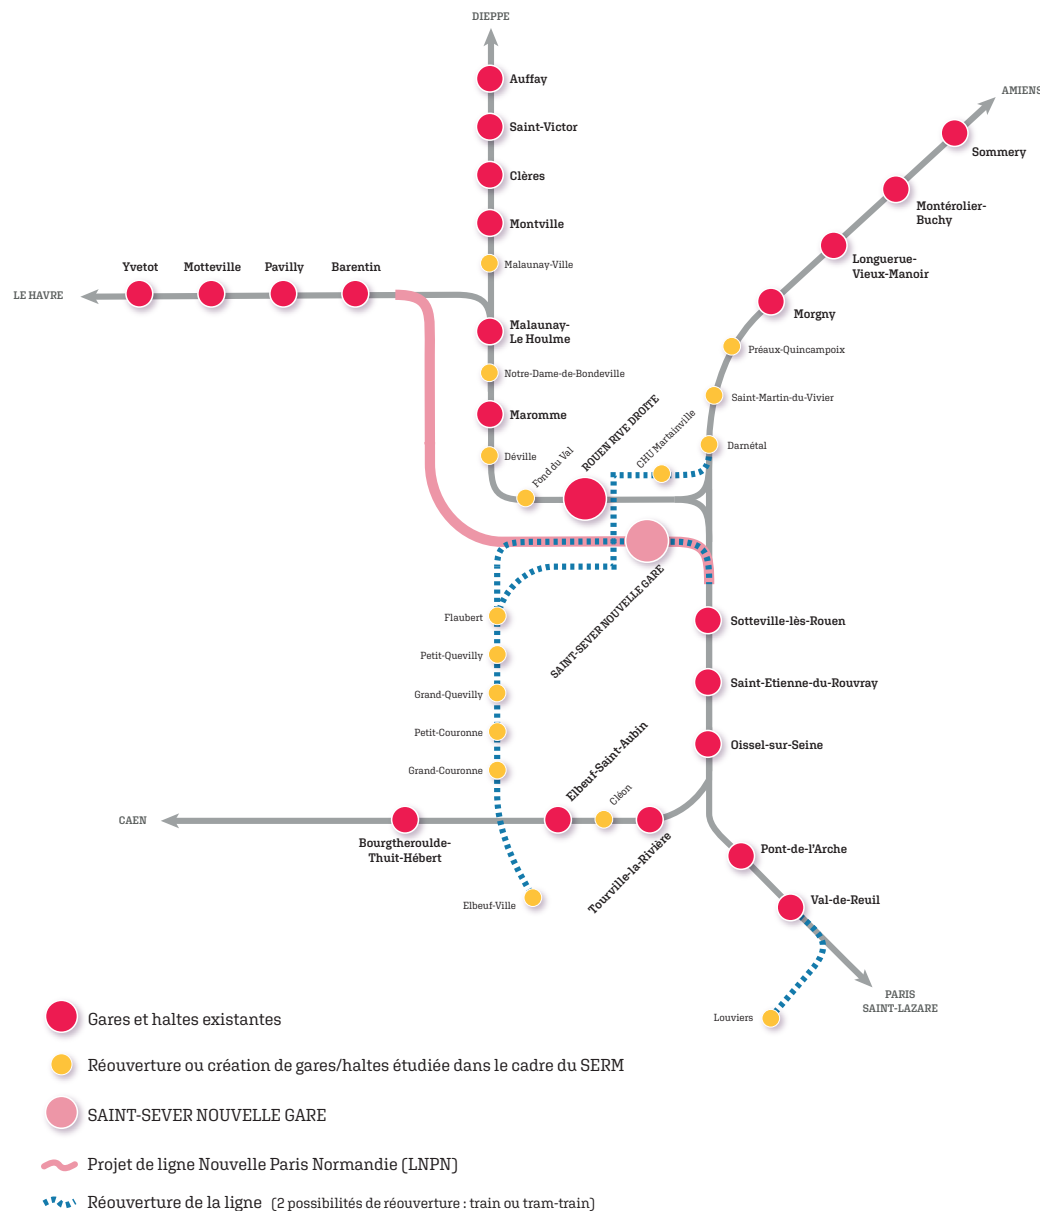 DIEPPE
Auffay
Saint-Victor
Clères
Montville
Malaunay-Ville
AMIENS
Sommery
Montérolier-
Buchy
Longuerue-
Vieux-Manoir
Morgny
Préaux-Quincampoix
Saint-Martin-du-Vivier
Darnétal
LE HAVRE
Yvetot
Motteville
Pavilly
Barentin
Malaunay-
Le Houlme
Notre-Dame-de-Bondeville
Maromme
Déville
Fond du Val
ROUEN RIVE DROITE
CHU Martainville
SAINT-SEVER NOUVELLE GARE
Flaubert
Petit-Quevilly
Grand-Quevilly
Petit-Couronne
Grand-Couronne
Sotteville-lès-Rouen
Saint-Etienne-du-Rouvray
Oissel-sur-Seine
CAEN
Bourgtheroulde-
Thuit-Hébert
Elbeuf-Saint-Aubin
Cléon
Tourville-la-Rivière
Elbeuf-Ville
Pont-de-l'Arche
Val-de-Reuil
Louviers
PARIS
SAINT-LAZARE
Gares et haltes existantes
Réouverture ou création de gares/haltes étudiée dans le cadre du SERM
SAINT-SEVER NOUVELLE GARE
Projet de ligne Nouvelle Paris Normandie (LNPN)
Réouverture de la ligne (2 possibilités de réouverture : train ou tram-train)